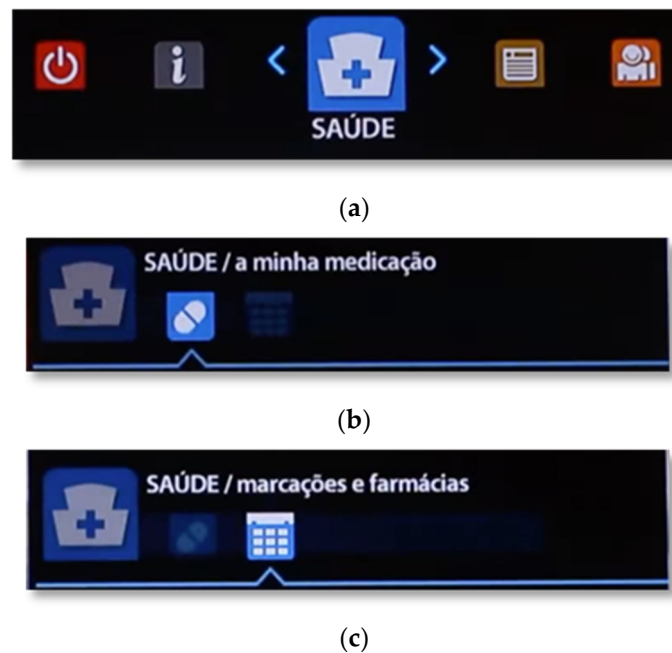 SAÚDE
(a)
SAÚDE / a minha medicação
(b)
SAÚDE / marcações e farmácias
(c)